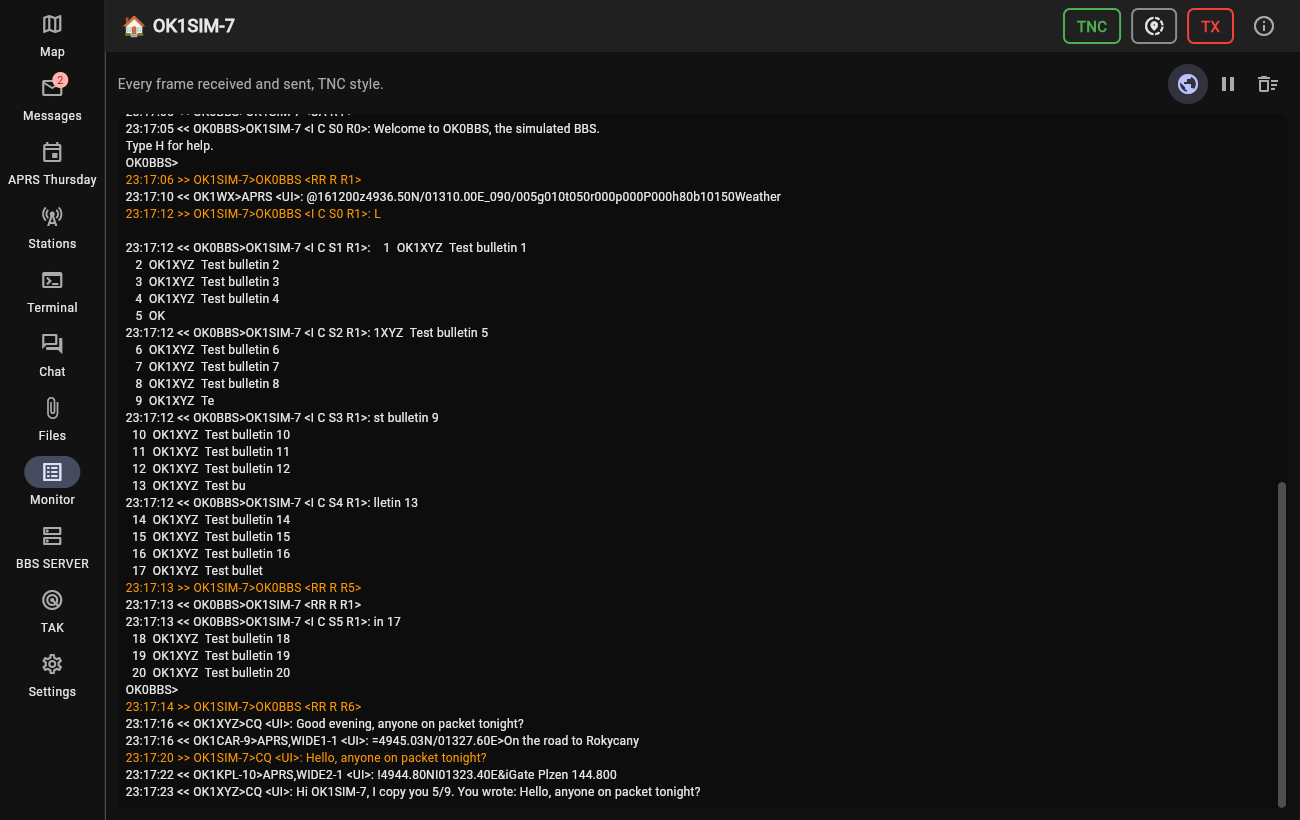 Map
2
Messages
APRS Thursday
Stations
Terminal
Chat
Files
Monitor
BBS SERVER
TAK
Settings
OK1SIM-7
TNC
TX
Every frame received and sent, TNC style.
23:17:05 << OK0BBS>OK1SIM-7 <I C S0 R0>: Welcome to OK0BBS, the simulated BBS.
Type H for help.
OK0BBS>
23:17:06 >> OK1SIM-7>OK0BBS <RR R R1>
23:17:10 << OK1WX>APRS <UI>: @161200z4936.50N/01310.00E_090/005g010t050r000p000P000h80b10150Weather
23:17:12 >> OK1SIM-7>OK0BBS <I C S0 R1>: L
23:17:12 << OK0BBS>OK1SIM-7 <I C S1 R1>:    1  OK1XYZ  Test bulletin 1
2  OK1XYZ  Test bulletin 2
3  OK1XYZ  Test bulletin 3
4  OK1XYZ  Test bulletin 4
5  OK
23:17:12 << OK0BBS>OK1SIM-7 <I C S2 R1>: 1XYZ  Test bulletin 5
6  OK1XYZ  Test bulletin 6
7  OK1XYZ  Test bulletin 7
8  OK1XYZ  Test bulletin 8
9  OK1XYZ  Te
23:17:12 << OK0BBS>OK1SIM-7 <I C S3 R1>: st bulletin 9
10  OK1XYZ  Test bulletin 10
11  OK1XYZ  Test bulletin 11
12  OK1XYZ  Test bulletin 12
13  OK1XYZ  Test bu
23:17:12 << OK0BBS>OK1SIM-7 <I C S4 R1>: lletin 13
14  OK1XYZ  Test bulletin 14
15  OK1XYZ  Test bulletin 15
16  OK1XYZ  Test bulletin 16
17  OK1XYZ  Test bullet
23:17:13 >> OK1SIM-7>OK0BBS <RR R R5>
23:17:13 << OK0BBS>OK1SIM-7 <RR R R1>
23:17:13 << OK0BBS>OK1SIM-7 <I C S5 R1>: in 17
18  OK1XYZ  Test bulletin 18
19  OK1XYZ  Test bulletin 19
20  OK1XYZ  Test bulletin 20
OK0BBS>
23:17:14 >> OK1SIM-7>OK0BBS <RR R R6>
23:17:16 << OK1XYZ>CQ <UI>: Good evening, anyone on packet tonight?
23:17:16 << OK1CAR-9>APRS,WIDE1-1 <UI>: =4945.03N/01327.60E>On the road to Rokycany
23:17:20 >> OK1SIM-7>CQ <UI>: Hello, anyone on packet tonight?
23:17:22 << OK1KPL-10>APRS,WIDE2-1 <UI>: !4944.80NI01323.40E&iGate Plzen 144.800
23:17:23 << OK1XYZ>CQ <UI>: Hi OK1SIM-7, I copy you 5/9. You wrote: Hello, anyone on packet tonight?